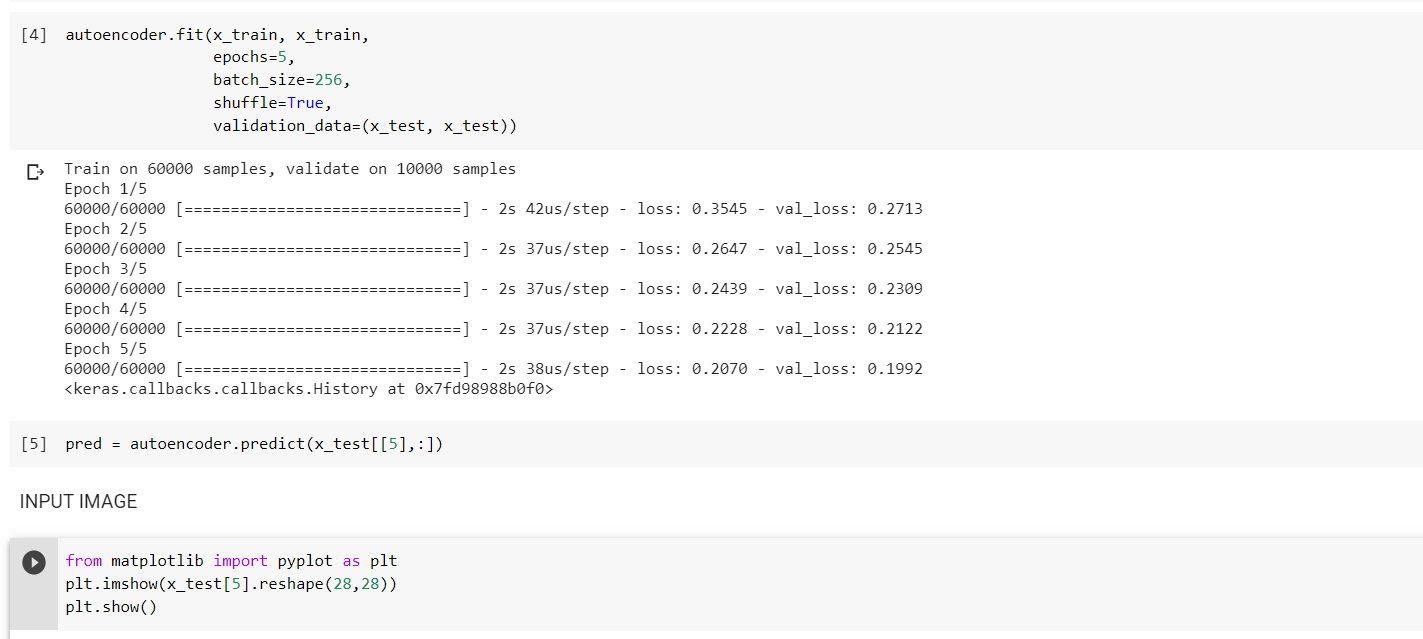 [4] autoencoder.fit(x_train, x_train,
epochs=5,
batch_size=256,
shuffle=True,
validation_data=(x_test, x_test))
Train on 60000 samples, validate on 10000 samples
Epoch 1/5
60000/60000 [==============================] - 2s 42us/step - loss: 0.3545 - val_loss: 0.2713
Epoch 2/5
60000/60000 [==============================] - 2s 37us/step - loss: 0.2647 - val_loss: 0.2545
Epoch 3/5
60000/60000 [==============================] - 2s 37us/step - loss: 0.2439 - val_loss: 0.2309
Epoch 4/5
60000/60000 [==============================] - 2s 37us/step - loss: 0.2228 - val_loss: 0.2122
Epoch 5/5
60000/60000 [==============================] - 2s 38us/step - loss: 0.2070 - val_loss: 0.1992
<keras.callbacks.callbacks.History at 0x7fd98988b0f0>
[5] pred = autoencoder.predict(x_test[[5],:])
INPUT IMAGE
from matplotlib import pyplot as plt
plt.imshow(x_test[5].reshape(28,28))
plt.show()